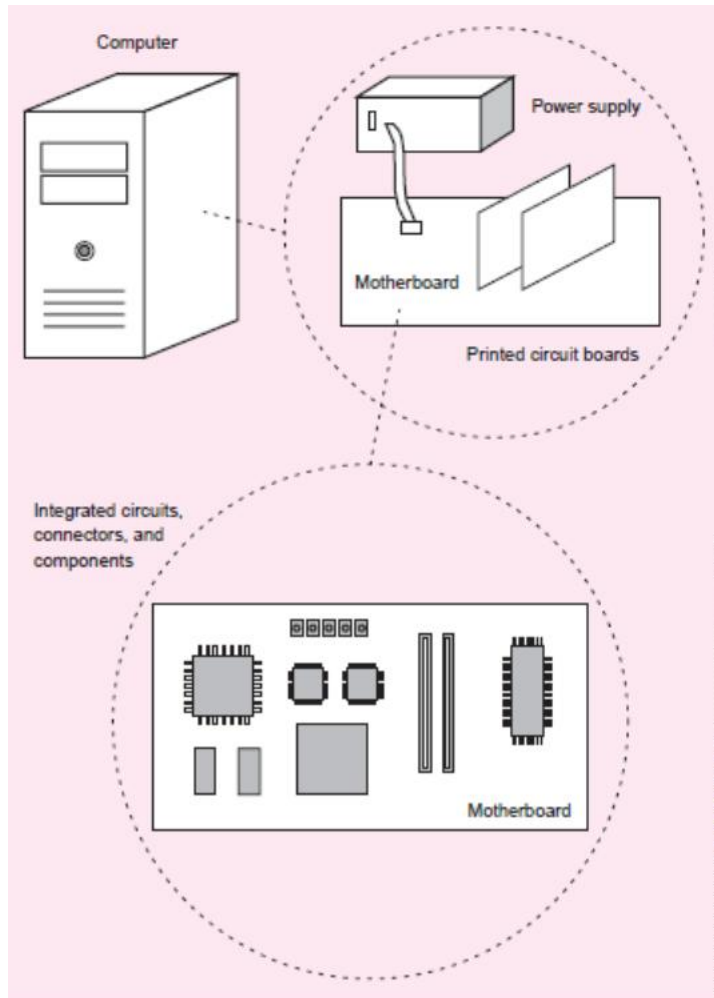 Computer
Power supply
Motherboard
Printed circuit boards
Integrated circuits,
connectors, and
components
Motherboard